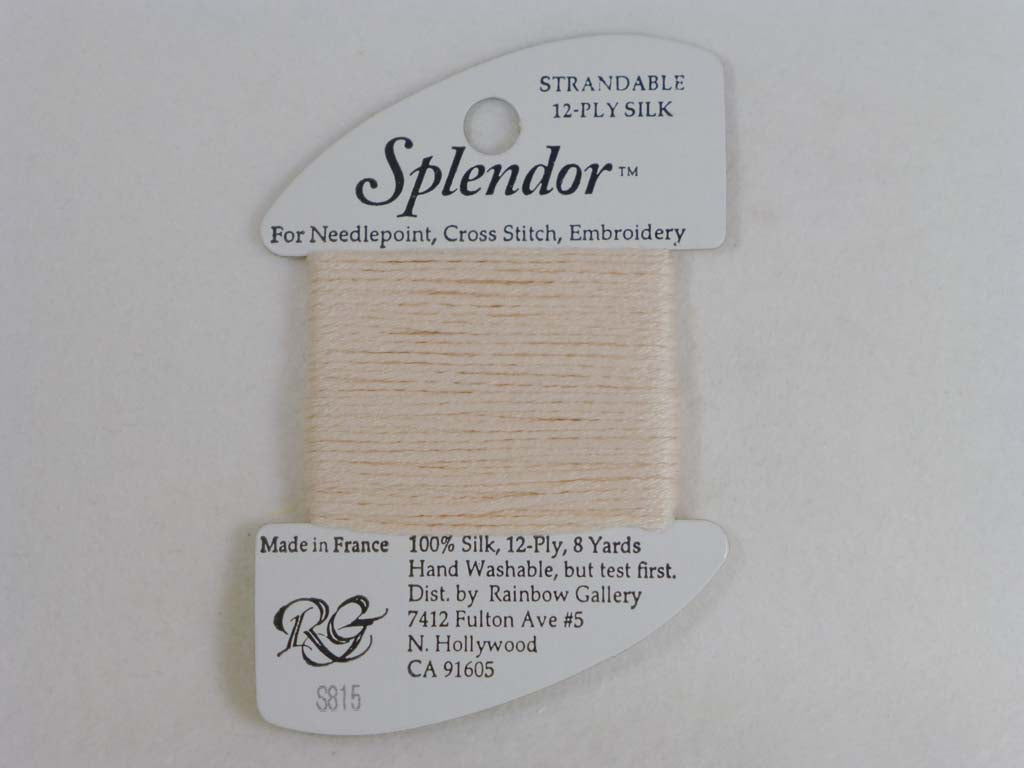 STRANDABLE
12-PLY SILK
Splendor™
For Needlepoint, Cross Stitch, Embroidery
Made in France
100% Silk, 12-Ply, 8 Yards
Hand Washable, but test first.
Dist. by Rainbow Gallery
7412 Fulton Ave #5
N. Hollywood
CA 91605
RG
S815